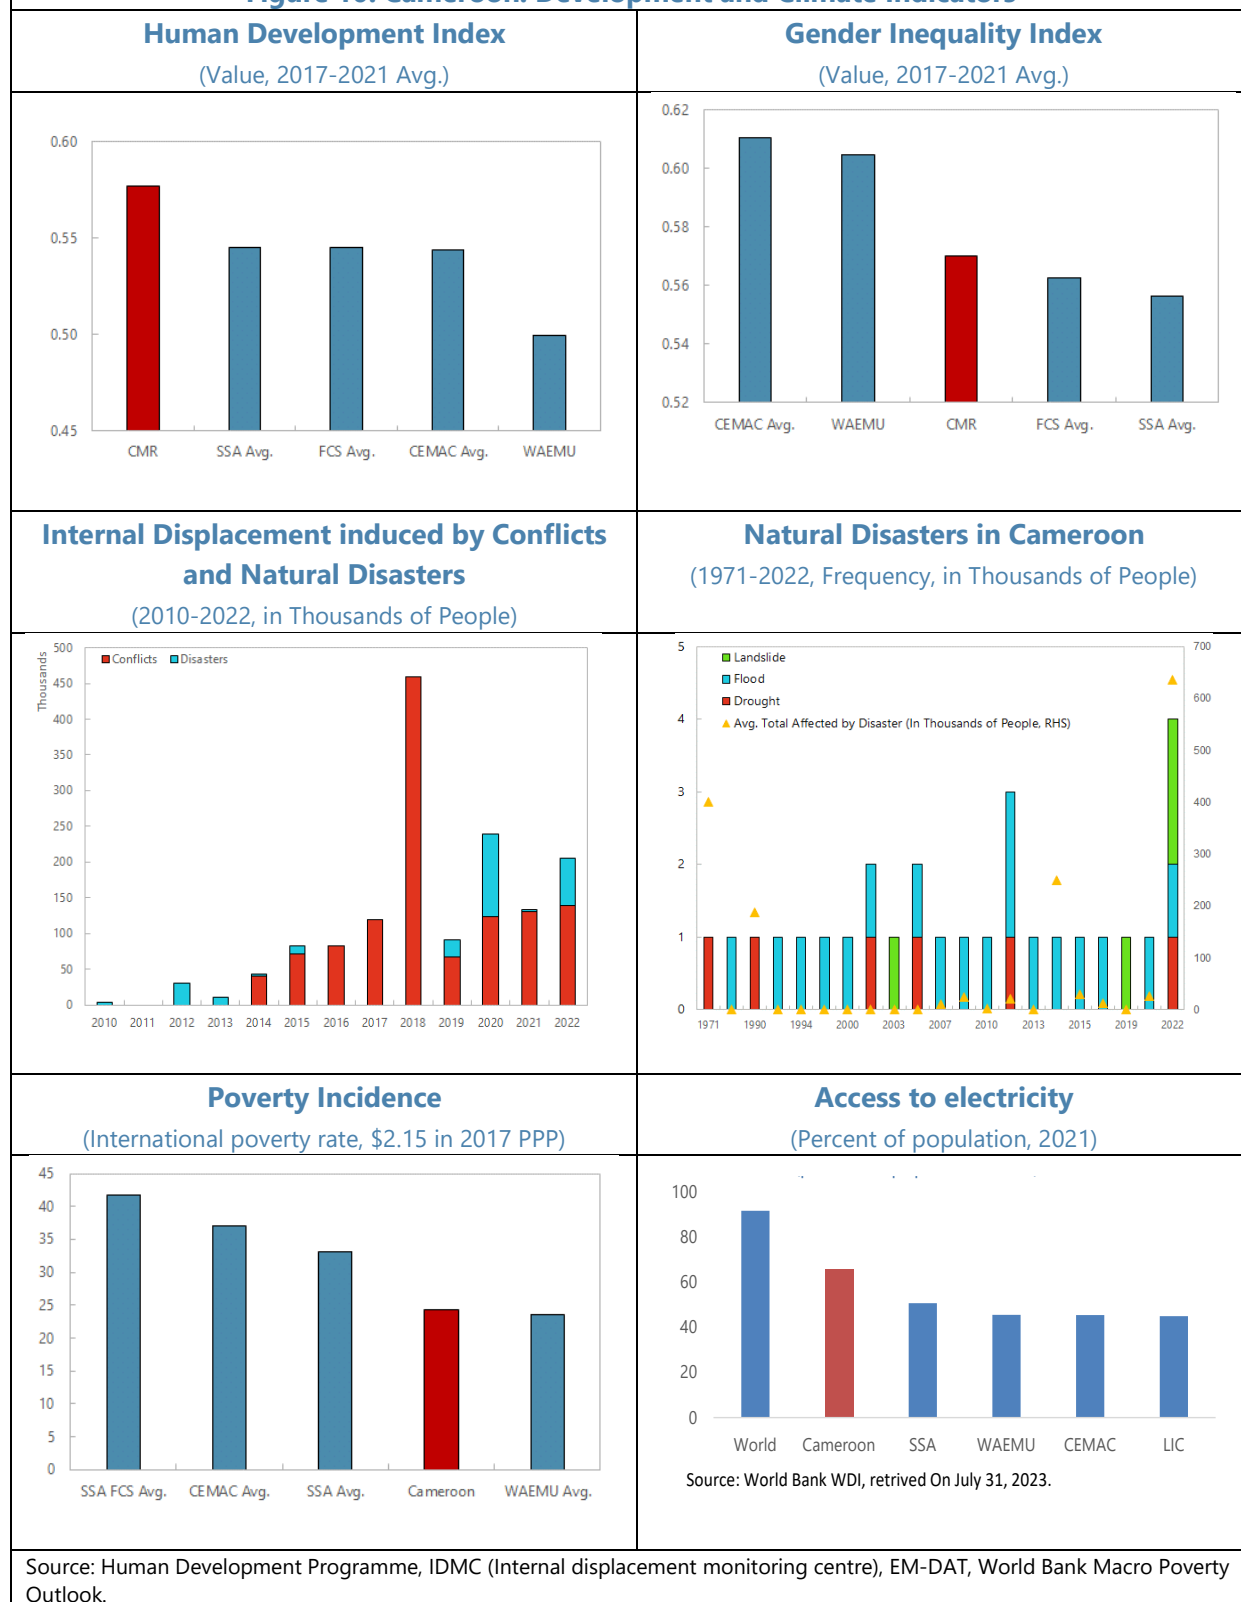 Figure 10. Cameroon: Development and Climate Indicators
Human Development Index
(Value, 2017-2021 Avg.)
0.60
0.55
0.50
0.45
CMR SSA Avg. FCS Avg. CEMAC Avg. WAEMU
Gender Inequality Index
(Value, 2017-2021 Avg.)
0.62
0.60
0.58
0.56
0.54
0.52
CEMAC Avg. WAEMU CMR FCS Avg. SSA Avg.
Internal Displacement induced by Conflicts
and Natural Disasters
(2010-2022, in Thousands of People)
Thousands
Conflicts Disasters
500
450
400
350
300
250
200
150
100
50
0
2010 2011 2012 2013 2014 2015 2016 2017 2018 2019 2020 2021 2022
Natural Disasters in Cameroon
(1971-2022, Frequency, in Thousands of People)
Landslide
Flood
Drought
Avg. Total Affected by Disaster (In Thousands of People, RHS)
5
4
3
2
1
0
700
600
500
400
300
200
100
0
1971 1990 1994 2000 2003 2007 2010 2013 2015 2019 2022
Poverty Incidence
(International poverty rate, $2.15 in 2017 PPP)
45
40
35
30
25
20
15
10
5
0
SSA FCS Avg. CEMAC Avg. SSA Avg. Cameroon WAEMU Avg.
Access to electricity
(Percent of population, 2021)
100
80
60
40
20
0
World Cameroon SSA WAEMU CEMAC LIC
Source: World Bank WDI, retrived On July 31, 2023.
Source: Human Development Programme, IDMC (Internal displacement monitoring centre), EM-DAT, World Bank Macro Poverty
Outlook.